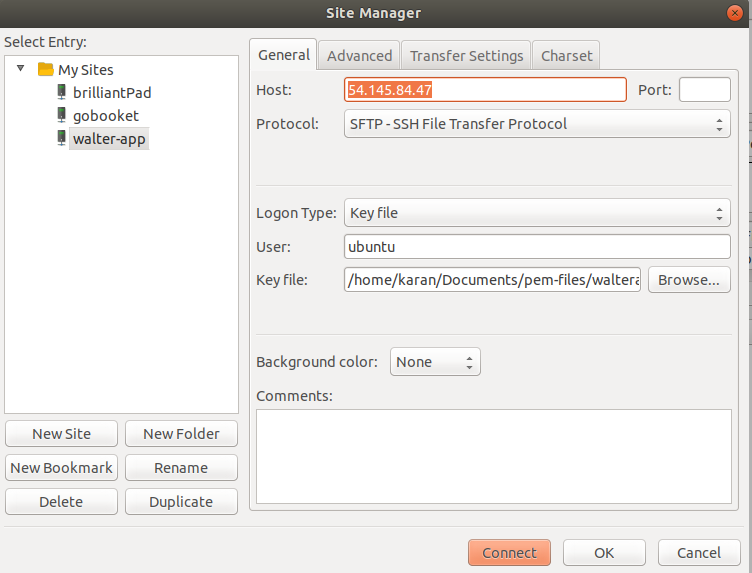 Site Manager
Select Entry:
My Sites
brilliantPad
gobooket
walter-app
New Site
New Folder
New Bookmark
Rename
Delete
Duplicate
General
Advanced
Transfer Settings
Charset
Host:
54.145.84.47
Port:
Protocol:
SFTP - SSH File Transfer Protocol
Logon Type:
Key file
User:
ubuntu
Key file:
/home/karan/Documents/pem-files/waltera
Browse...
Background color:
None
Comments:
Connect
OK
Cancel